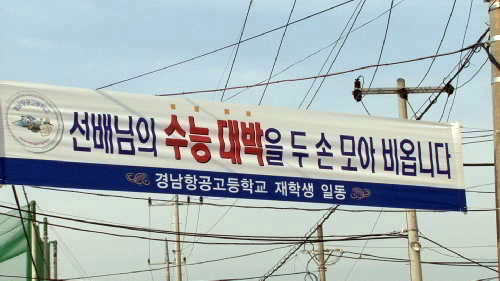 선배님의 수능 대박을 두 손 모아 비옵니다
경남항공고등학교 재학생 일동